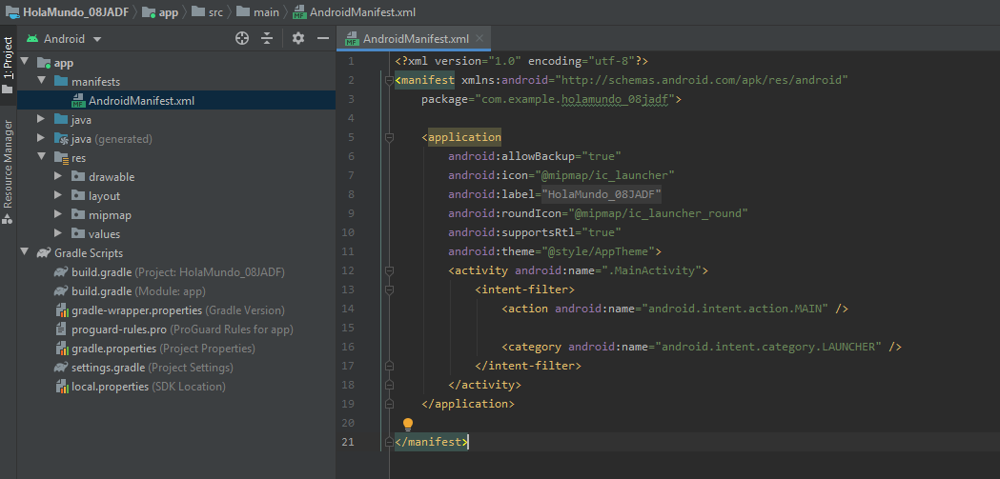 HolaMundo_08JADF app src main AndroidManifest.xml
1: Project
Resource Manager
Android
app
manifests
AndroidManifest.xml
java
java (generated)
res
drawable
layout
mipmap
values
Gradle Scripts
build.gradle (Project: HolaMundo_08JADF)
build.gradle (Module: app)
gradle-wrapper.properties (Gradle Version)
proguard-rules.pro (ProGuard Rules for app)
gradle.properties (Project Properties)
settings.gradle (Project Settings)
local.properties (SDK Location)
AndroidManifest.xml
1 <?xml version="1.0" encoding="utf-8"?>
2 <manifest xmlns:android="http://schemas.android.com/apk/res/android"
3 package="com.example.holamundo_08jadf">
4
5 <application
6 android:allowBackup="true"
7 android:icon="@mipmap/ic_launcher"
8 android:label="HolaMundo_08JADF"
9 android:roundIcon="@mipmap/ic_launcher_round"
10 android:supportsRtl="true"
11 android:theme="@style/AppTheme">
12 <activity android:name=".MainActivity">
13 <intent-filter>
14 <action android:name="android.intent.action.MAIN" />
15
16 <category android:name="android.intent.category.LAUNCHER" />
17 </intent-filter>
18 </activity>
19 </application>
20
21 </manifest>